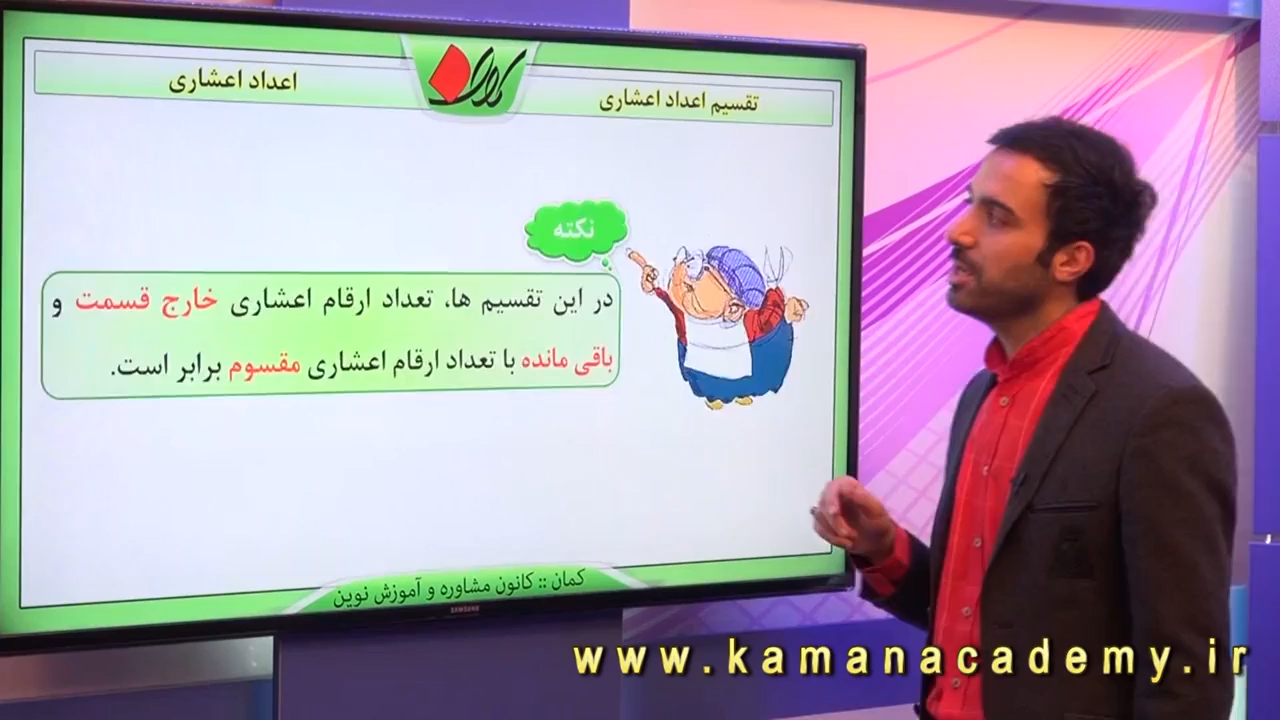 تقسیم اعداد اعشاری
اعداد اعشاری
نکته
در این تقسیم ها، تعداد ارقام اعشاری خارج قسمت و
باقی مانده با تعداد ارقام اعشاری مقسوم برابر است.
کمان :: کانون مشاوره و آموزش نوین
SAMSUNG
www.kamanacademy.ir